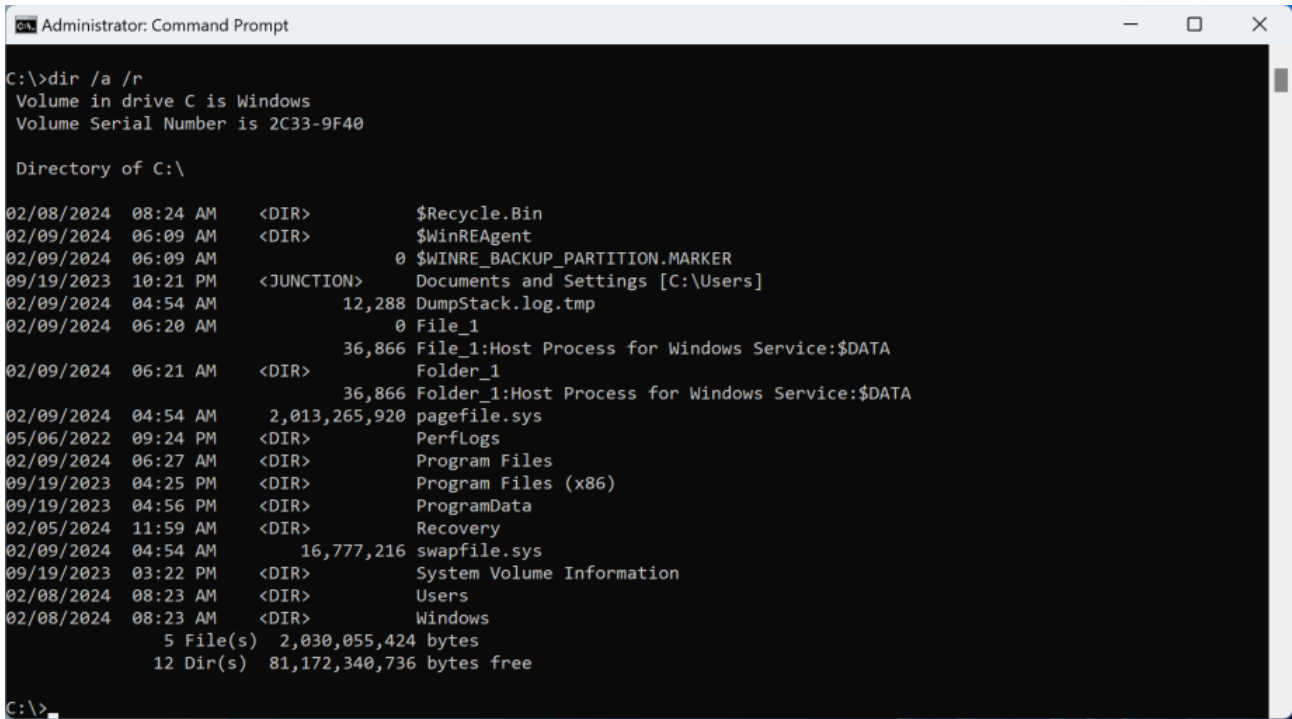 Administrator: Command Prompt
C:\>dir /a /r
 Volume in drive C is Windows
 Volume Serial Number is 2C33-9F40
 Directory of C:\
02/08/2024  08:24 AM    <DIR>          $Recycle.Bin
02/09/2024  06:09 AM    <DIR>          $WinREAgent
02/09/2024  06:09 AM                 0 $WINRE_BACKUP_PARTITION.MARKER
09/19/2023  10:21 PM    <JUNCTION>     Documents and Settings [C:\Users]
02/09/2024  04:54 AM            12,288 DumpStack.log.tmp
02/09/2024  06:20 AM                 0 File_1
                                36,866 File_1:Host Process for Windows Service:$DATA
02/09/2024  06:21 AM    <DIR>          Folder_1
                                36,866 Folder_1:Host Process for Windows Service:$DATA
02/09/2024  04:54 AM     2,013,265,920 pagefile.sys
05/06/2022  09:24 PM    <DIR>          PerfLogs
02/09/2024  06:27 AM    <DIR>          Program Files
09/19/2023  04:25 PM    <DIR>          Program Files (x86)
09/19/2023  04:56 PM    <DIR>          ProgramData
02/05/2024  11:59 AM    <DIR>          Recovery
02/09/2024  04:54 AM        16,777,216 swapfile.sys
09/19/2023  03:22 PM    <DIR>          System Volume Information
02/08/2024  08:23 AM    <DIR>          Users
02/08/2024  08:23 AM    <DIR>          Windows
               5 File(s)  2,030,055,424 bytes
              12 Dir(s)  81,172,340,736 bytes free
C:\>